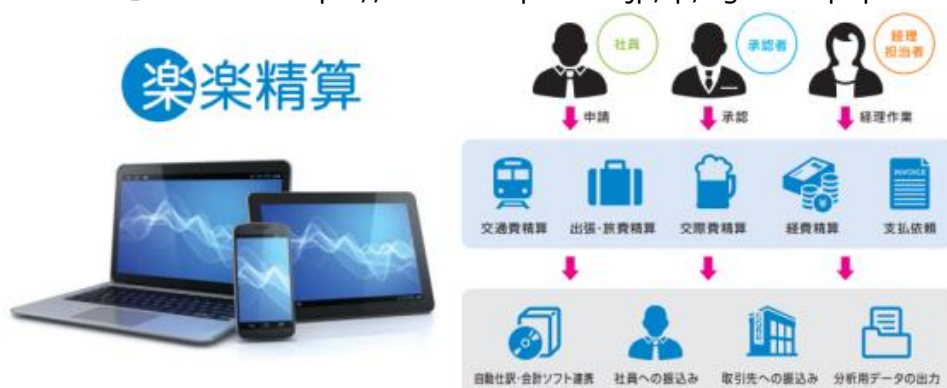 楽楽精算
社員
承認者
経理
担当者
申請
承認
経理作業
INVOICE
交通費精算
出張・旅費精算
交際費精算
経費精算
支払依頼
自動仕訳・会計ソフト連携
社員への振込み
取引先への振込み
分析用データの出力